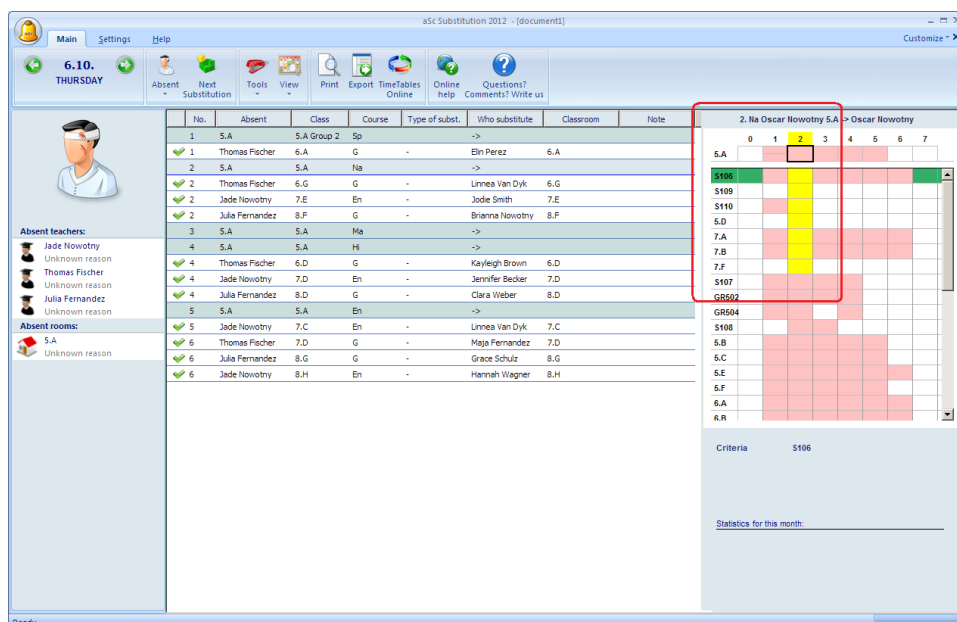 aSc Substitution 2012 - [document1]
Main Settings Help
Customize
6.10.
THURSDAY
Absent
Next Substitution
Tools
View
Print
Export
TimeTables Online
Online help
Questions? Comments? Write us
No. Absent Class Course Type of subst. Who substitute Classroom Note
1 5.A 5.A Group 2 Sp ->
1 Thomas Fischer 6.A G - Elin Perez 6.A
2 5.A 5.A Na ->
2 Thomas Fischer 6.G G - Linnea Van Dyk 6.G
2 Jade Nowotny 7.E En - Jodie Smith 7.E
2 Julia Fernandez 8.F G - Brianna Nowotny 8.F
3 5.A 5.A Ma ->
4 5.A 5.A Hi ->
4 Thomas Fischer 6.D G - Kayleigh Brown 6.D
4 Jade Nowotny 7.D En - Jennifer Becker 7.D
4 Julia Fernandez 8.D G - Clara Weber 8.D
5 5.A 5.A En ->
5 Jade Nowotny 7.C En - Linnea Van Dyk 7.C
6 Thomas Fischer 7.D G - Maja Fernandez 7.D
6 Julia Fernandez 8.G G - Grace Schulz 8.G
6 Jade Nowotny 8.H En - Hannah Wagner 8.H
Absent teachers:
Jade Nowotny
Unknown reason
Thomas Fischer
Unknown reason
Julia Fernandez
Unknown reason
Absent rooms:
5.A
Unknown reason
2. Na Oscar Nowotny 5.A -> Oscar Nowotny
0 1 2 3 4 5 6 7
5.A
S106
S109
S110
5.D
7.A
7.B
7.F
S107
GR502
GR504
S108
5.B
5.C
5.E
5.F
6.A
6.B
Criteria S106
Statistics for this month: